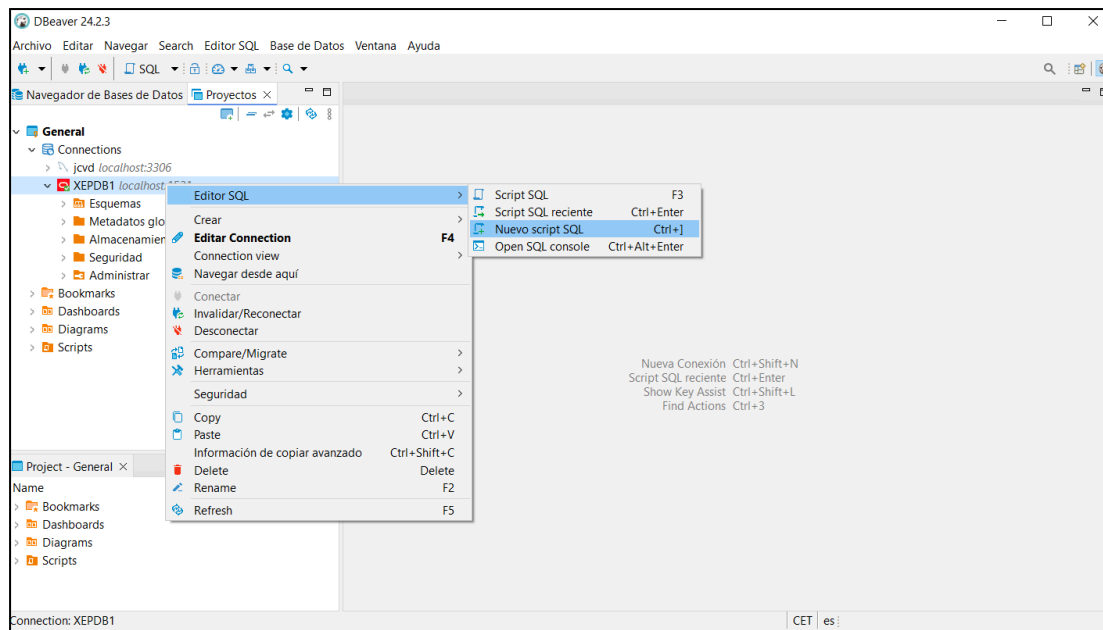 DBeaver 24.2.3
Archivo Editar Navegar Search Editor SQL Base de Datos Ventana Ayuda
SQL
Navegador de Bases de Datos Proyectos
General
Connections
jcvd localhost:3306
XEPDB1 localhost:1521
Esquemas
Metadatos glo
Almacenamier
Seguridad
Administrar
Bookmarks
Dashboards
Diagrams
Scripts
Editor SQL
Crear
Editar Connection F4
Connection view
Navegar desde aquí
Conectar
Invalidar/Reconectar
Desconectar
Compare/Migrate
Herramientas
Seguridad
Copy Ctrl+C
Paste Ctrl+V
Información de copiar avanzado Ctrl+Shift+C
Delete Delete
Rename F2
Refresh F5
Script SQL F3
Script SQL reciente Ctrl+Enter
Nuevo script SQL Ctrl+]
Open SQL console Ctrl+Alt+Enter
Nueva Conexión Ctrl+Shift+N
Script SQL reciente Ctrl+Enter
Show Key Assist Ctrl+Shift+L
Find Actions Ctrl+3
Project - General
Name
Bookmarks
Dashboards
Diagrams
Scripts
Connection: XEPDB1 CET es